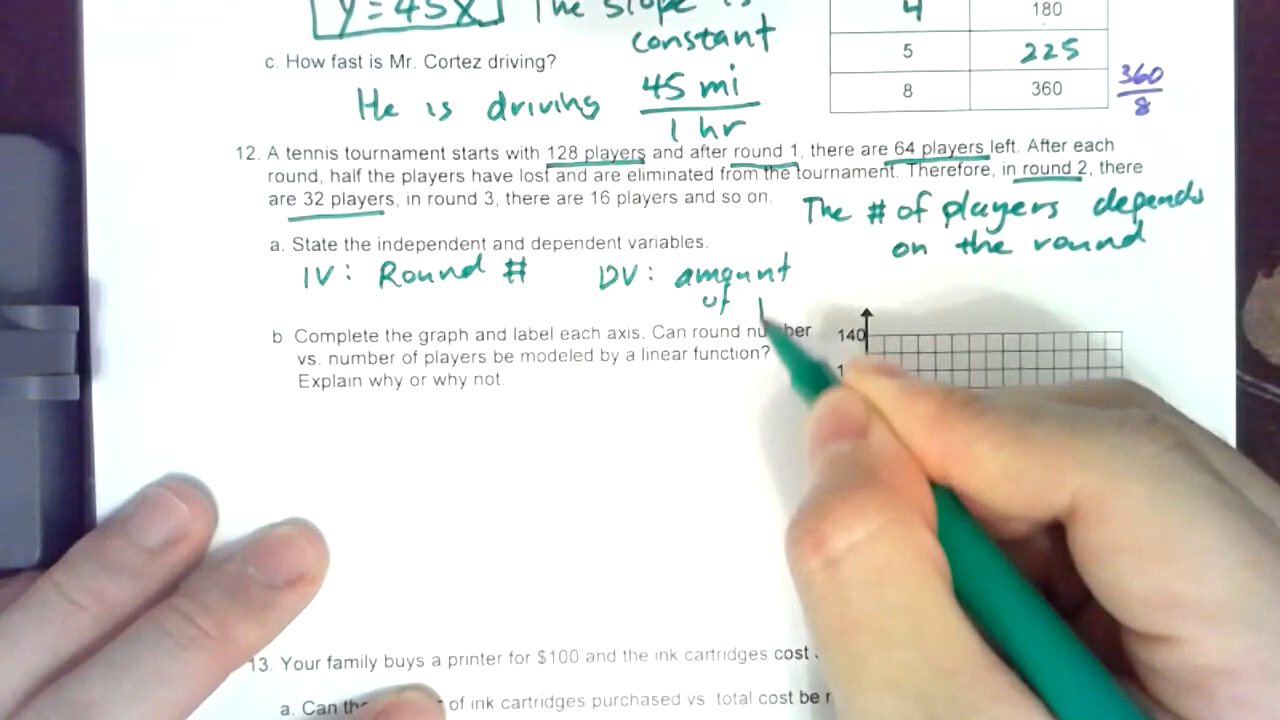 y = 45x The slope is
constant
c. How fast is Mr. Cortez driving?
He is driving 45 mi
1 hr
4 180
5 225
8 360
360
8
12. A tennis tournament starts with 128 players and after round 1, there are 64 players left. After each
round, half the players have lost and are eliminated from the tournament. Therefore, in round 2, there
are 32 players, in round 3, there are 16 players and so on.
The # of players depends
on the round
a. State the independent and dependent variables.
IV: Round # DV: amount
of
b Complete the graph and label each axis. Can round number
vs. number of players be modeled by a linear function?
Explain why or why not.
140
13. Your family buys a printer for $100 and the ink cartridges cost
a. Can of ink cartridges purchased vs total cost be